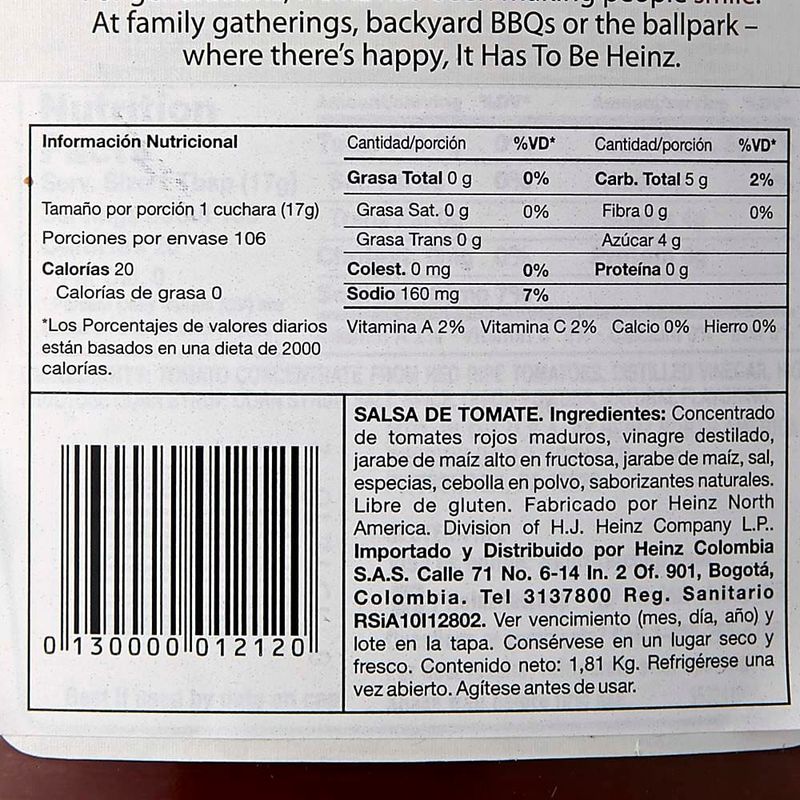 making people smile.
At family gatherings, backyard BBQs or the ballpark –
where there's happy, It Has To Be Heinz.
Información Nutricional
Tamaño por porción 1 cuchara (17g)
Porciones por envase 106
Calorías 20
Calorías de grasa 0
*Los Porcentajes de valores diarios
están basados en una dieta de 2000
calorías.
Cantidad/porción %VD* Cantidad/porción %VD*
Grasa Total 0 g 0% Carb. Total 5 g 2%
Grasa Sat. 0 g 0% Fibra 0 g 0%
Grasa Trans 0 g Azúcar 4 g
Colest. 0 mg 0% Proteína 0 g
Sodio 160 mg 7%
Vitamina A 2% Vitamina C 2% Calcio 0% Hierro 0%
SALSA DE TOMATE. Ingredientes: Concentrado
de tomates rojos maduros, vinagre destilado,
jarabe de maíz alto en fructosa, jarabe de maíz, sal,
especias, cebolla en polvo, saborizantes naturales.
Libre de gluten. Fabricado por Heinz North
America. Division of H.J. Heinz Company L.P..
Importado y Distribuido por Heinz Colombia
S.A.S. Calle 71 No. 6-14 In. 2 Of. 901, Bogotá,
Colombia. Tel 3137800 Reg. Sanitario
RSiA10I12802. Ver vencimiento (mes, día, año) y
lote en la tapa. Consérvese en un lugar seco y
fresco. Contenido neto: 1,81 Kg. Refrigérese una
vez abierto. Agítese antes de usar.
0 130000 012120